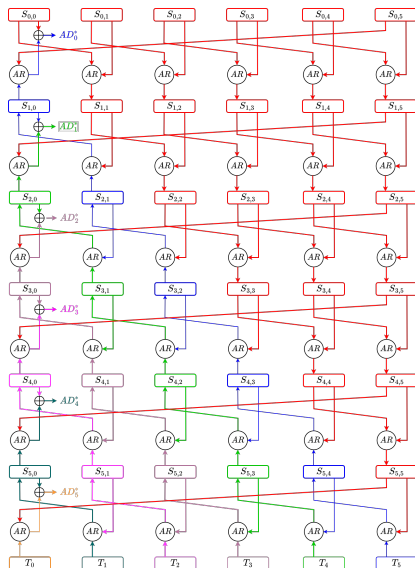 S0,0 S0,1 S0,2 S0,3 S0,4 S0,5
AD*0
AR AR AR AR AR AR
S1,0 S1,1 S1,2 S1,3 S1,4 S1,5
AD*1
AR AR AR AR AR AR
S2,0 S2,1 S2,2 S2,3 S2,4 S2,5
AD*2
AR AR AR AR AR AR
S3,0 S3,1 S3,2 S3,3 S3,4 S3,5
AD*3
AR AR AR AR AR AR
S4,0 S4,1 S4,2 S4,3 S4,4 S4,5
AD*4
AR AR AR AR AR AR
S5,0 S5,1 S5,2 S5,3 S5,4 S5,5
AD*5
AR AR AR AR AR AR
T0 T1 T2 T3 T4 T5